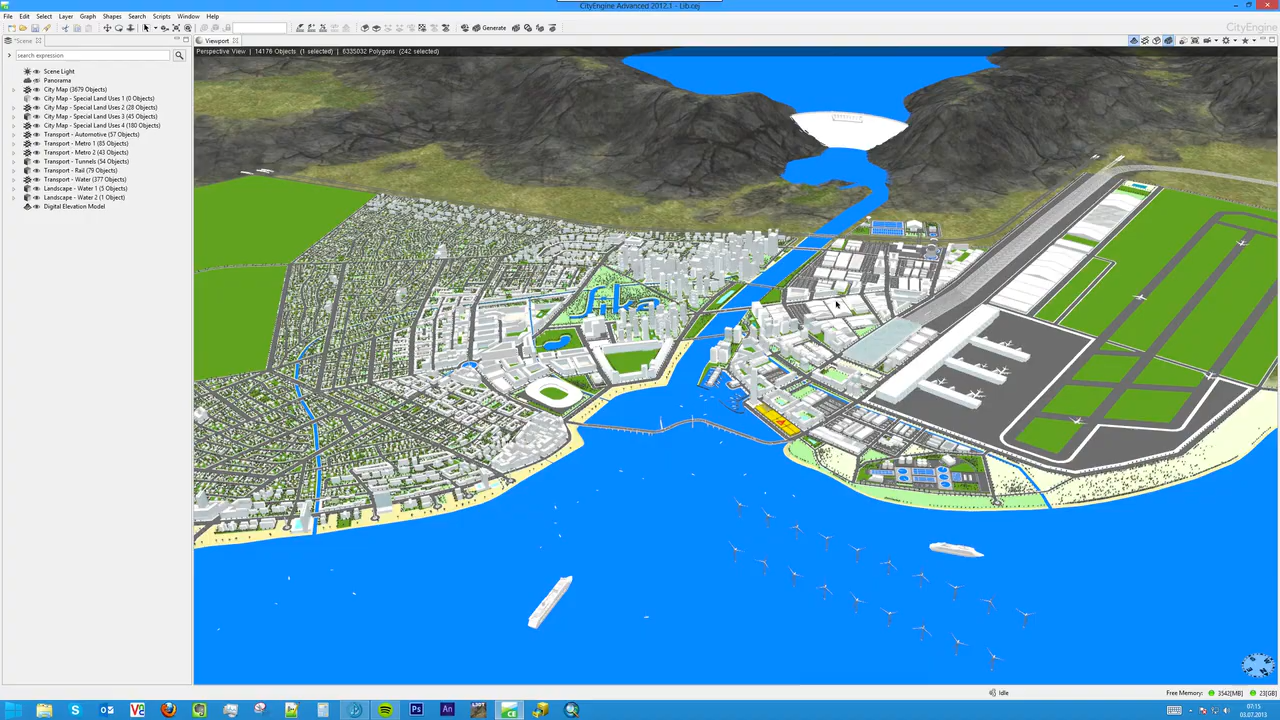 CityEngine Advanced 2012.1 - Lib.cej
File Edit Select Layer Graph Shapes Search Scripts Window Help
Generate
CityEngine
Scene
Viewport
search expression
Perspective View | 14176 Objects (1 selected) | 6335032 Polygons (242 selected)
Scene Light
Panorama
City Map (3679 Objects)
City Map - Special Land Uses 1 (0 Objects)
City Map - Special Land Uses 2 (28 Objects)
City Map - Special Land Uses 3 (45 Objects)
City Map - Special Land Uses 4 (180 Objects)
Transport - Automotive (57 Objects)
Transport - Metro 1 (85 Objects)
Transport - Metro 2 (43 Objects)
Transport - Tunnels (54 Objects)
Transport - Rail (79 Objects)
Transport - Water (377 Objects)
Landscape - Water 1 (5 Objects)
Landscape - Water 2 (1 Object)
Digital Elevation Model
Idle
Free Memory: 3542[MB] 23[GB]
07:15
03.07.2013